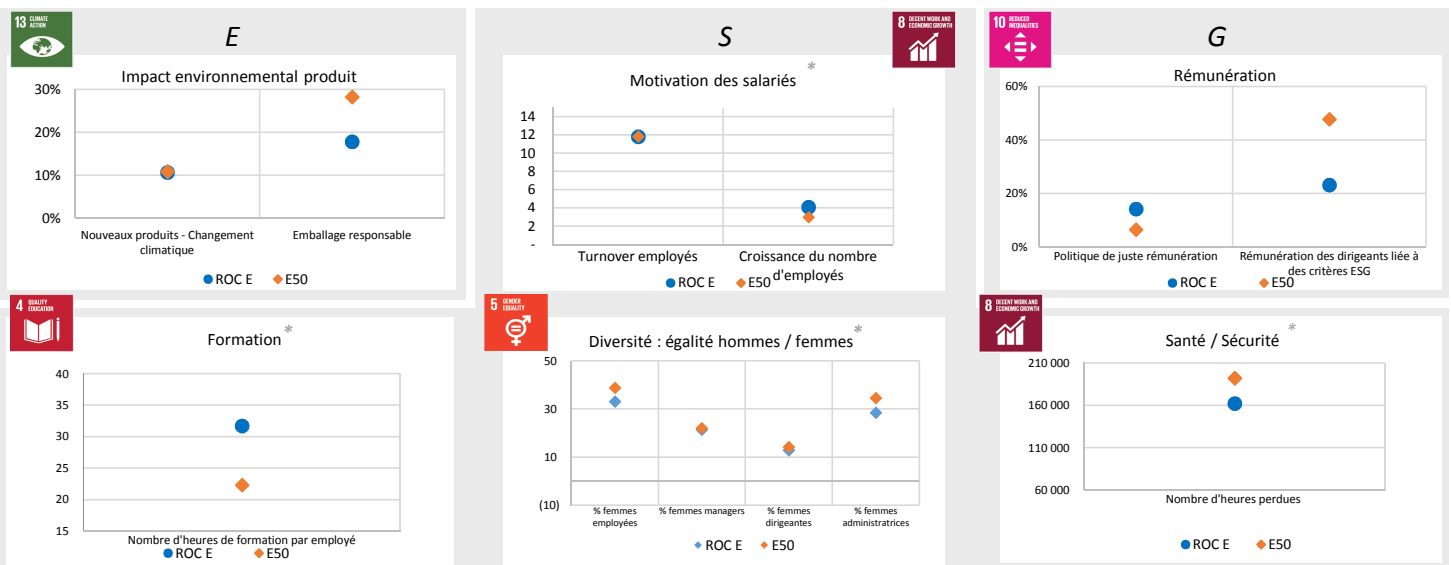 13 CLIMATE
ACTION
E
Impact environnemental produit
30%
20%
10%
0%
Nouveaux produits - Changement
climatique
Emballage responsable
ROC E
E50
S
8 DECENT WORK AND
ECONOMIC GROWTH
Motivation des salariés *
14
12
10
8
6
4
2
-
Turnover employés
Croissance du nombre
d'employés
ROC E
E50
10 REDUCED
INEQUALITIES
G
Rémunération
60%
40%
20%
0%
Politique de juste rémunération
Rémunération des dirigeants liée à
des critères ESG
ROC E
E50
4 QUALITY
EDUCATION
Formation *
40
35
30
25
20
15
Nombre d'heures de formation par employé
ROC E
E50
5 GENDER
EQUALITY
Diversité : égalité hommes / femmes *
50
30
10
(10)
% femmes
employées
% femmes managers
% femmes
dirigeantes
% femmes
administratrices
ROC E
E50
8 DECENT WORK AND
ECONOMIC GROWTH
Santé / Sécurité *
210 000
160 000
110 000
60 000
Nombre d'heures perdues
ROC E
E50